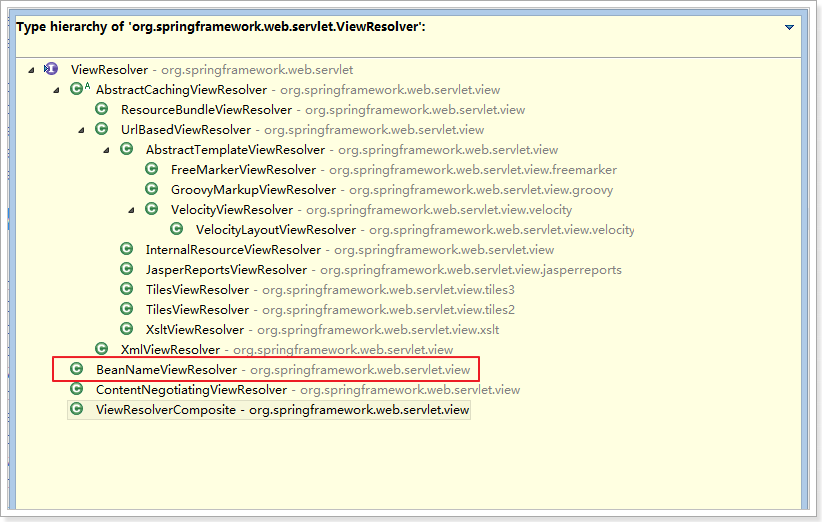 Type hierarchy of 'org.springframework.web.servlet.ViewResolver':
ViewResolver - org.springframework.web.servlet
AbstractCachingViewResolver - org.springframework.web.servlet.view
ResourceBundleViewResolver - org.springframework.web.servlet.view
UrlBasedViewResolver - org.springframework.web.servlet.view
AbstractTemplateViewResolver - org.springframework.web.servlet.view
FreeMarkerViewResolver - org.springframework.web.servlet.view.freemarker
GroovyMarkupViewResolver - org.springframework.web.servlet.view.groovy
VelocityViewResolver - org.springframework.web.servlet.view.velocity
VelocityLayoutViewResolver - org.springframework.web.servlet.view.velocity
InternalResourceViewResolver - org.springframework.web.servlet.view
JasperReportsViewResolver - org.springframework.web.servlet.view.jasperreports
TilesViewResolver - org.springframework.web.servlet.view.tiles3
TilesViewResolver - org.springframework.web.servlet.view.tiles2
XsltViewResolver - org.springframework.web.servlet.view.xslt
XmlViewResolver - org.springframework.web.servlet.view
BeanNameViewResolver - org.springframework.web.servlet.view
ContentNegotiatingViewResolver - org.springframework.web.servlet.view
ViewResolverComposite - org.springframework.web.servlet.view